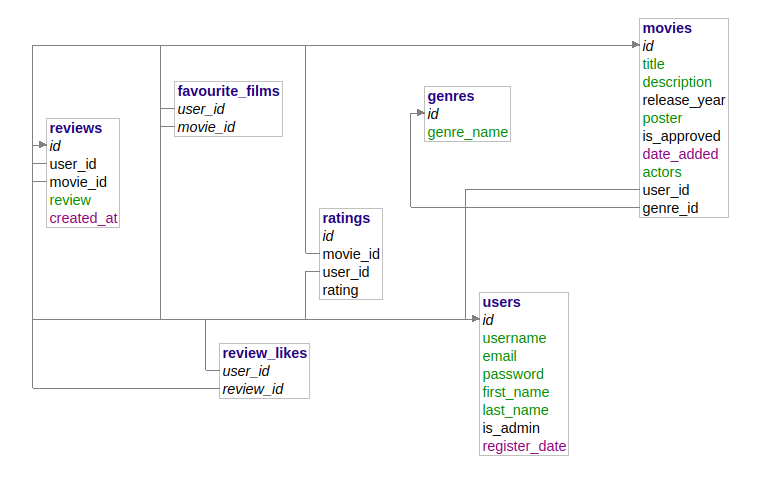 movies
id
title
description
release_year
poster
is_approved
date_added
actors
user_id
genre_id
favourite_films
user_id
movie_id
genres
id
genre_name
reviews
id
user_id
movie_id
review
created_at
ratings
id
movie_id
user_id
rating
users
id
username
email
password
first_name
last_name
is_admin
register_date
review_likes
user_id
review_id